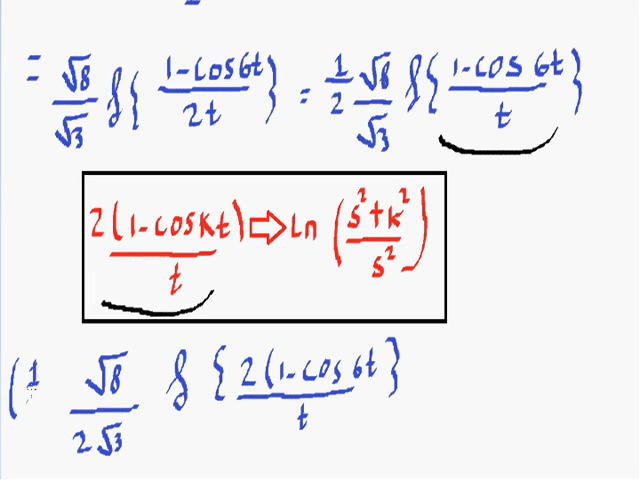 = √8/√3 ℒ{ 1-cos6t / 2t } = 1/2 √8/√3 ℒ{ 1-cos6t / t }
2(1-coskt) / t ⇨ Ln ( s²+k² / s² )
(1 √8 / 2√3 ℒ { 2(1-cos6t / t }